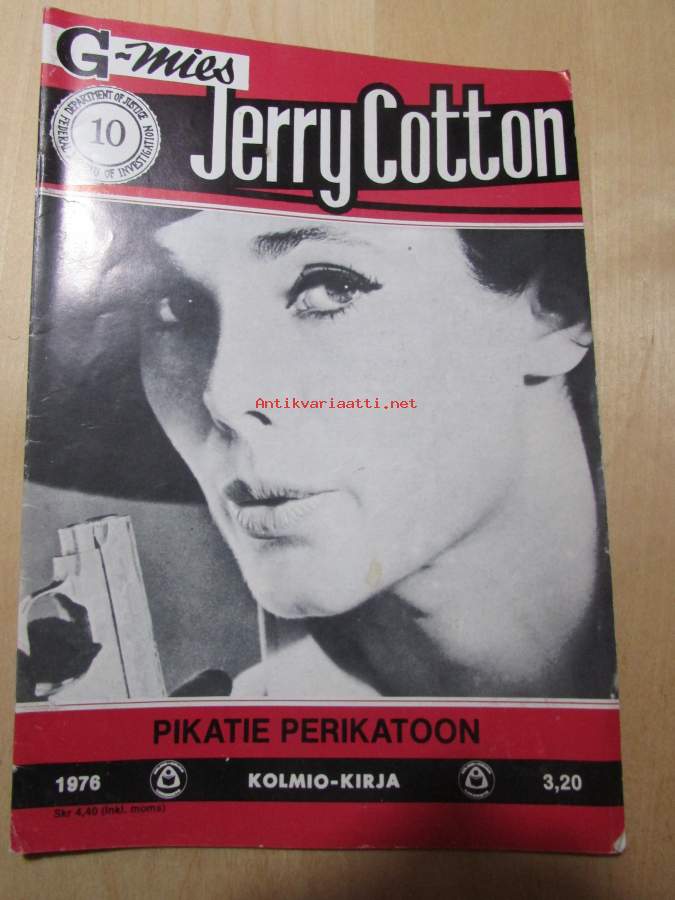 G-mies
Jerry Cotton
DEPARTMENT OF JUSTICE
10
FEDERAL BUREAU OF INVESTIGATION
Antikvariaatti.net
PIKATIE PERIKATOON
1976 KOLMIO-KIRJA 3,20
Skr 4,40 (inkl. moms)